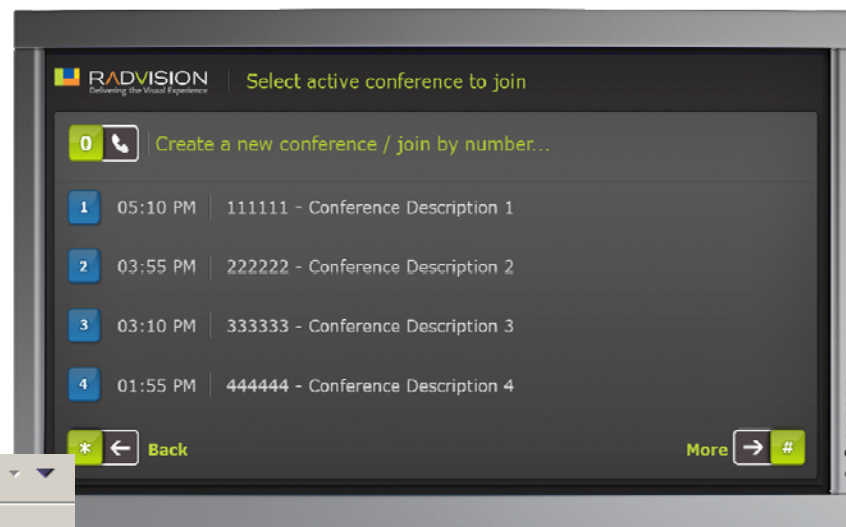 RADVISION
Delivering the Visual Experience
Select active conference to join
0 Create a new conference / join by number...
1 05:10 PM 111111 - Conference Description 1
2 03:55 PM 222222 - Conference Description 2
3 03:10 PM 333333 - Conference Description 3
4 01:55 PM 444444 - Conference Description 4
* Back More #